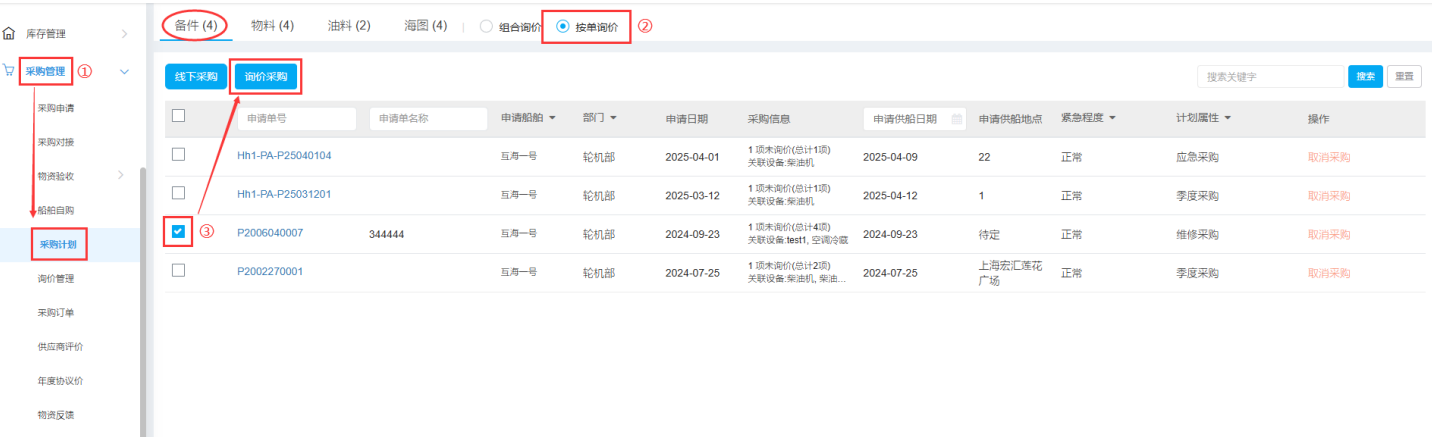 备件 (4) 物料 (4) 油料 (2) 海图 (4) 组合询价 按单询价 ②
库存管理
采购管理 ①
采购申请
采购对接
物资验收
船舶自购
采购计划
询价管理
采购订单
供应商评价
年度协议价
物资反馈
线下采购 询价采购 搜索关键字 搜索 重置
申请单号 申请单名称 申请船舶 部门 申请日期 采购信息 申请供船日期 申请供船地点 紧急程度 计划属性 操作
Hh1-PA-P25040104 互海一号 轮机部 2025-04-01 1 项未询价(总计1项) 2025-04-09 22 正常 应急采购 取消采购
关联设备:柴油机
Hh1-PA-P25031201 互海一号 轮机部 2025-03-12 1 项未询价(总计1项) 2025-04-12 1 正常 季度采购 取消采购
关联设备:柴油机
③ P2006040007 344444 互海一号 轮机部 2024-09-23 1 项未询价(总计4项) 2024-09-23 待定 正常 维修采购 取消采购
关联设备:test1, 空调冷藏
P2002270001 互海一号 轮机部 2024-07-25 1 项未询价(总计2项) 2024-07-25 上海宏汇莲花 正常 季度采购 取消采购
关联设备:柴油机, 柴油... 广场